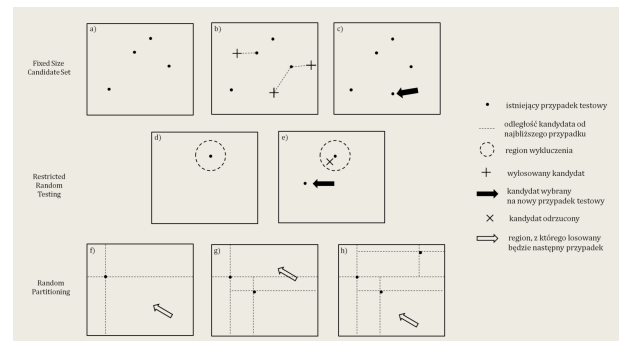 a)
b)
c)
Fixed Size
Candidate Set
d)
e)
Restricted
Random
Testing
f)
g)
h)
Random
Partitioning
istniejący przypadek testowy
odległość kandydata od
najbliższego przypadku
region wykluczenia
wylosowany kandydat
kandydat wybrany
na nowy przypadek testowy
kandydat odrzucony
region, z którego losowany
będzie następny przypadek